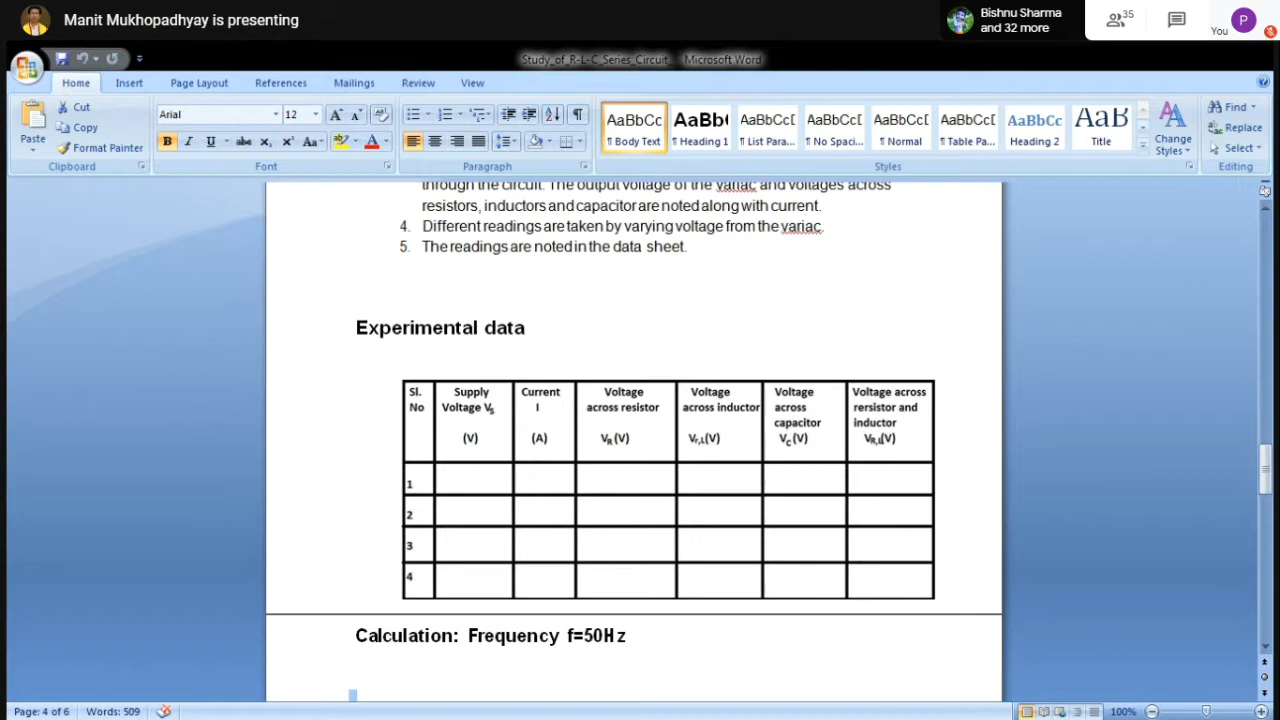 Manit Mukhopadhyay is presenting
Bishnu Sharma
and 32 more
35
You
P
Study_of_R-L-C_Series_Circuit - Microsoft Word
Home Insert Page Layout References Mailings Review View
Paste
Cut
Copy
Format Painter
Clipboard
Arial 12
Font
Paragraph
AaBbCc AaBb( AaBbCc[ AaBbCc[ AaBbC[ AaBbCc[ AaBbCc AaB
¶ Body Text ¶ Heading 1 ¶ List Para... ¶ No Spaci... ¶ Normal ¶ Table Pa... ¶ Heading 2 Title
Change
Styles
Styles
Find
Replace
Select
Editing
through the circuit. The output voltage of the variac and voltages across
resistors, inductors and capacitor are noted along with current.
4. Different readings are taken by varying voltage from the variac.
5. The readings are noted in the data sheet.
Experimental data
Sl. No
Supply Voltage VS (V)
Current I (A)
Voltage across resistor VR (V)
Voltage across inductor Vr,L(V)
Voltage across capacitor VC (V)
Voltage across rersistor and inductor VR,L(V)
1
2
3
4
Calculation: Frequency f=50Hz
Page: 4 of 6 Words: 509
100%